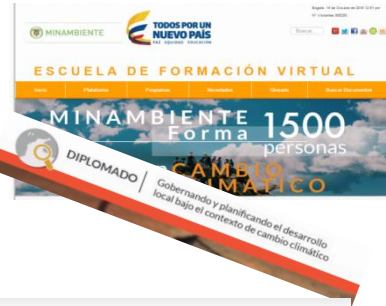 MINAMBIENTE
TODOS POR UN
NUEVO PAÍS
PAZ EQUIDAD EDUCACIÓN
Buscar...
ESCUELA DE FORMACIÓN VIRTUAL
Inicio Plataforma Programas Novedades Glosario Buscar Documentos
MINAMBIENTE
Forma 1500
personas
CAMBIO
CLIMÁTICO
DIPLOMADO
Gobernando y planificando el desarrollo
local bajo el contexto de cambio climático